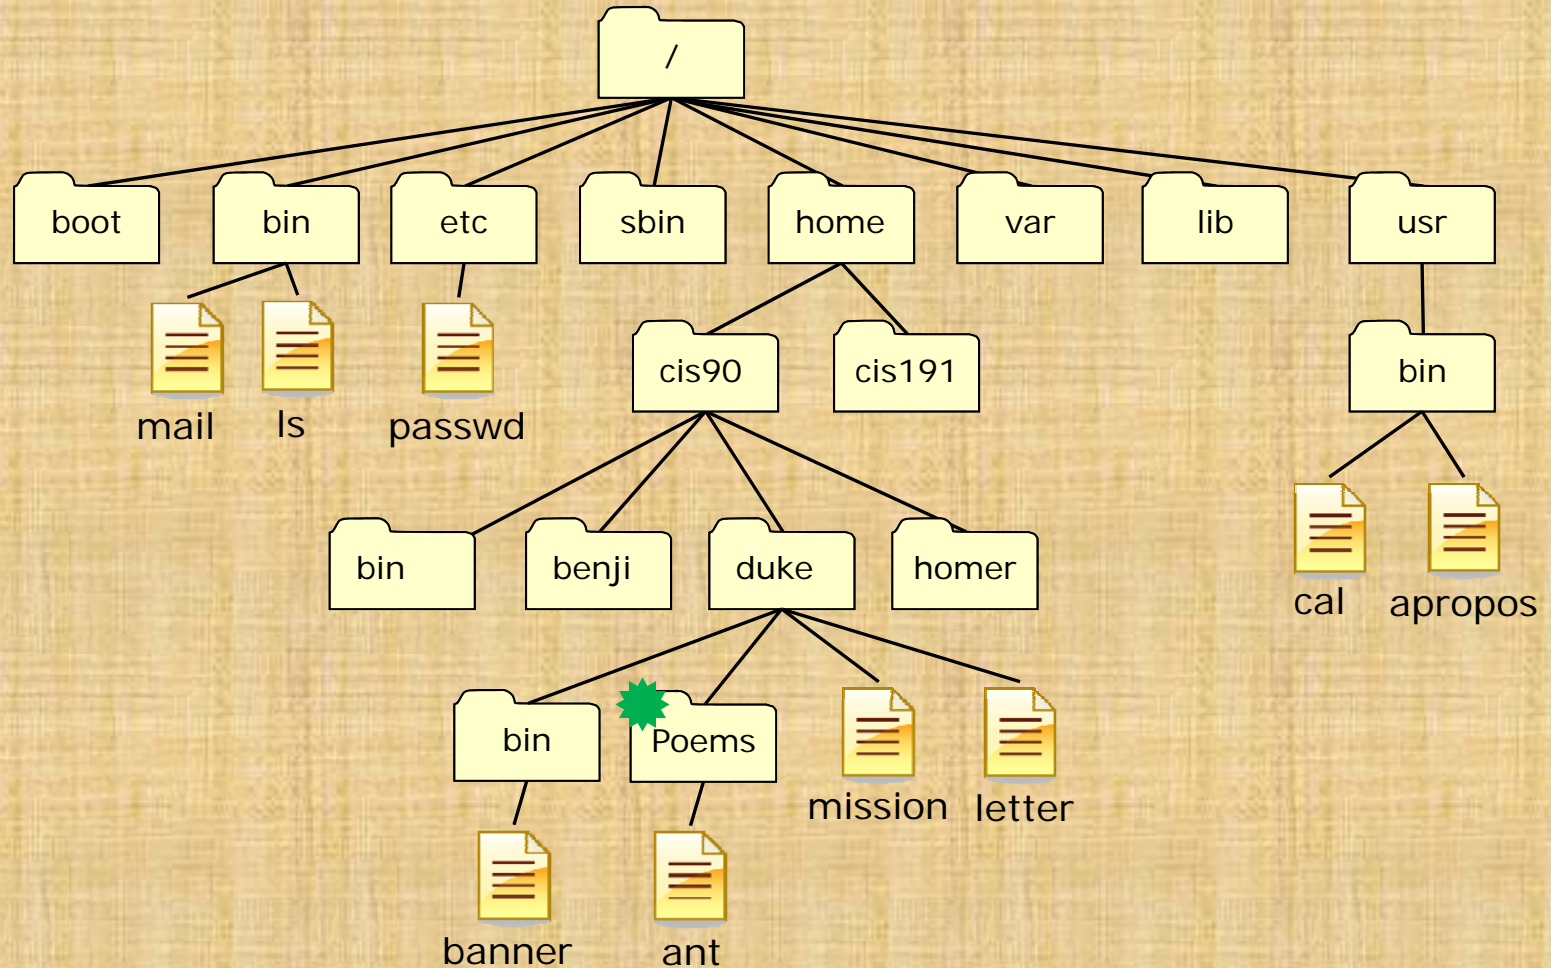 /
boot bin etc sbin home var lib usr
mail ls passwd
cis90 cis191 bin
bin benji duke homer
cal apropos
bin Poems
mission letter
banner ant